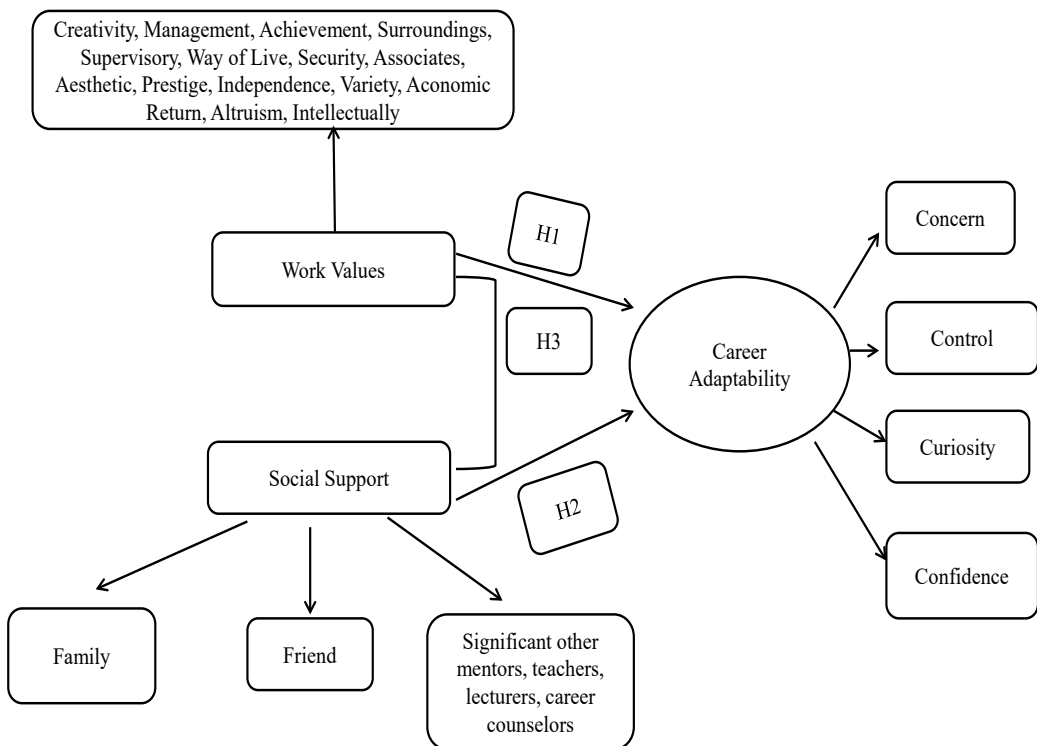 Creativity, Management, Achievement, Surroundings,
Supervisory, Way of Live, Security, Associates,
Aesthetic, Prestige, Independence, Variety, Aconomic
Return, Altruism, Intellectually
H1
Concern
Work Values
H3
Control
Career
Adaptability
Curiosity
Social Support
H2
Confidence
Family
Friend
Significant other
mentors, teachers,
lecturers, career
counselors